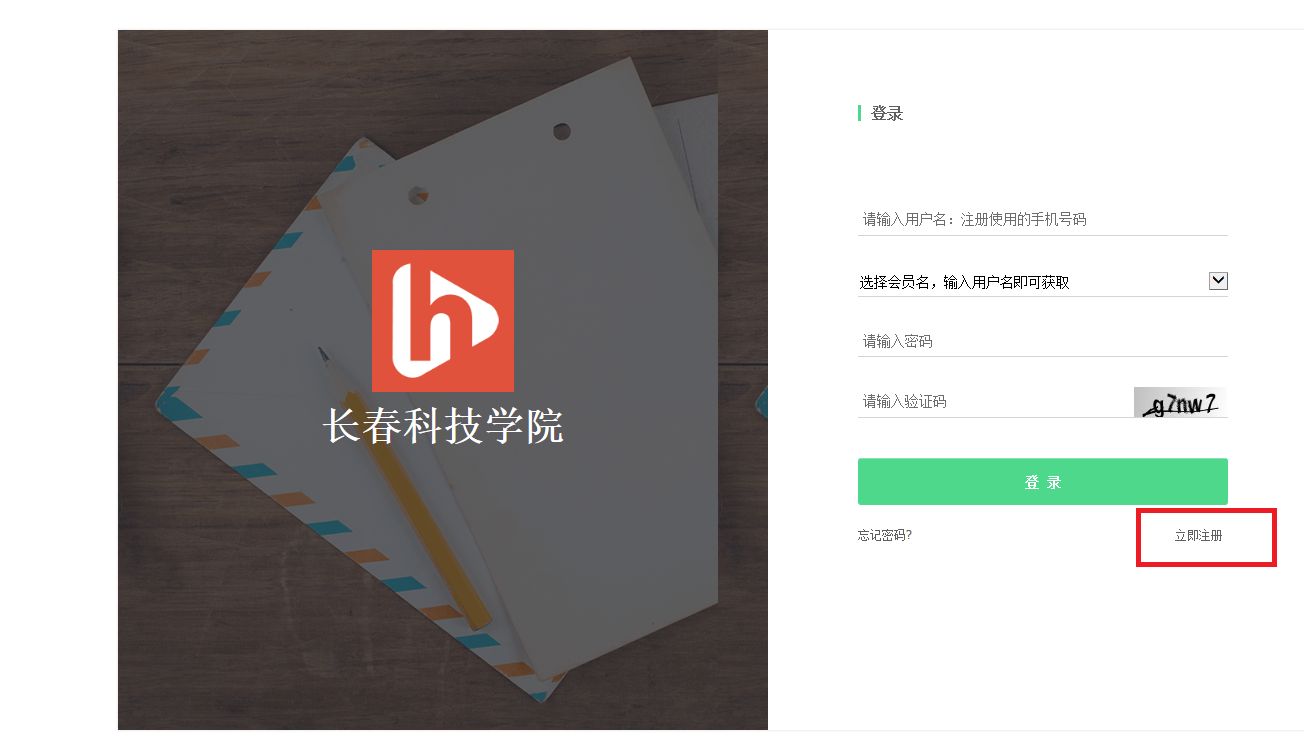 登录
请输入用户名：注册使用的手机号码
选择会员名，输入用户名即可获取
请输入密码
请输入验证码
g7nw2
长春科技学院
登 录
忘记密码?
立即注册